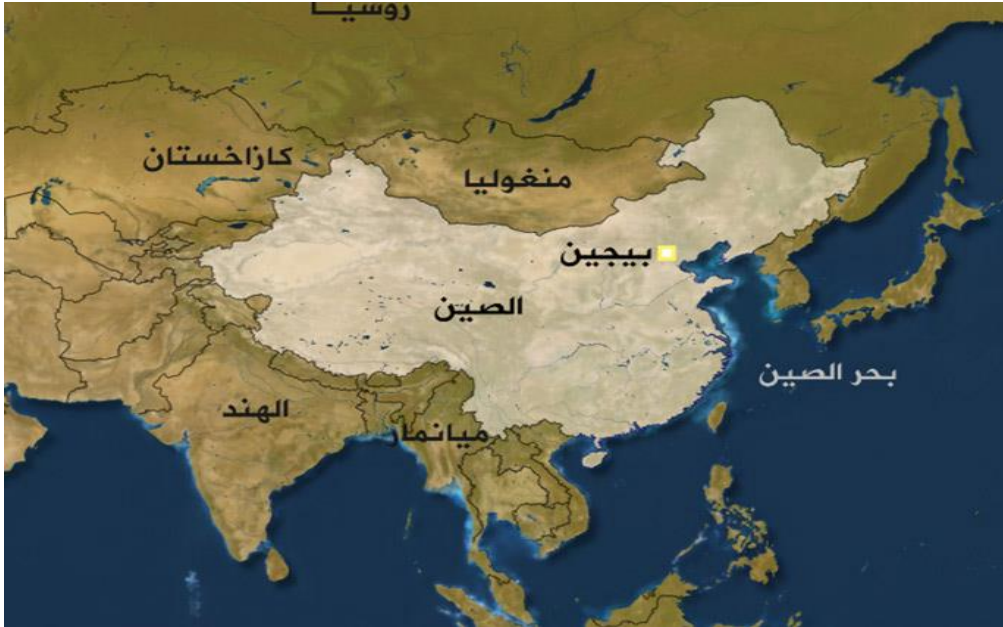 روسيا
كازاخستان
منغوليا
بيجين
الصين
بحر الصين
الهند
ميانمار